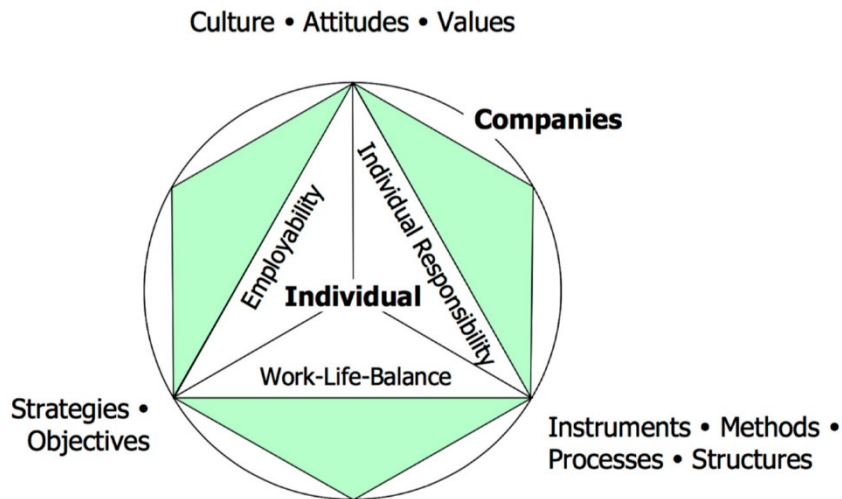 Culture • Attitudes • Values
Companies
Employability
Individual Responsibility
Individual
Work-Life-Balance
Strategies •
Objectives
Instruments • Methods •
Processes • Structures